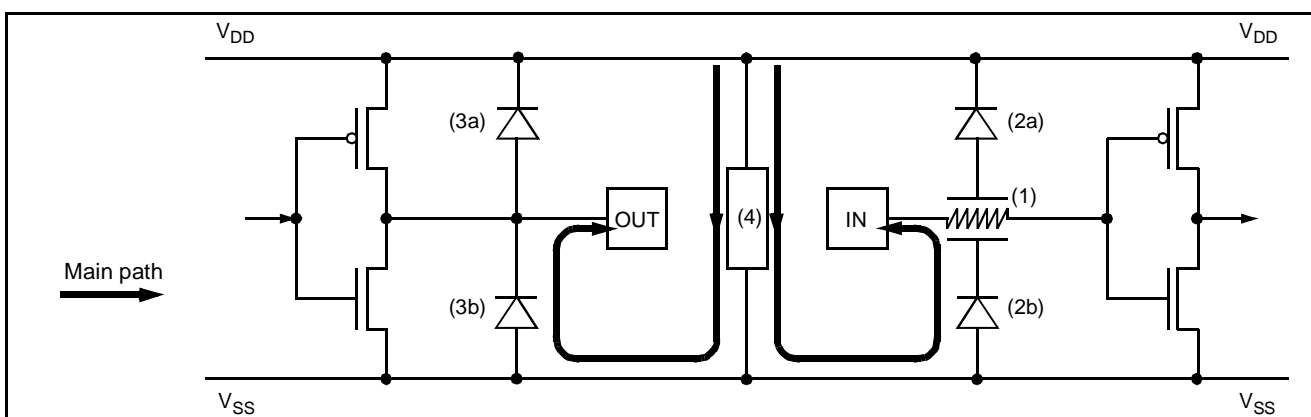 VDD VDD
(3a) (2a)
(1)
OUT (4) IN
Main path
(3b) (2b)
VSS VSS